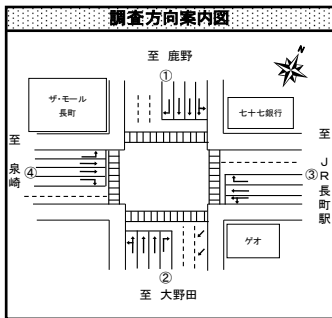 調査方向案内図
至 鹿野
①
N
ザ・モール
長町
七十七銀行
至 泉崎
④
至 JR長町駅
③
ゲオ
②
至 大野田